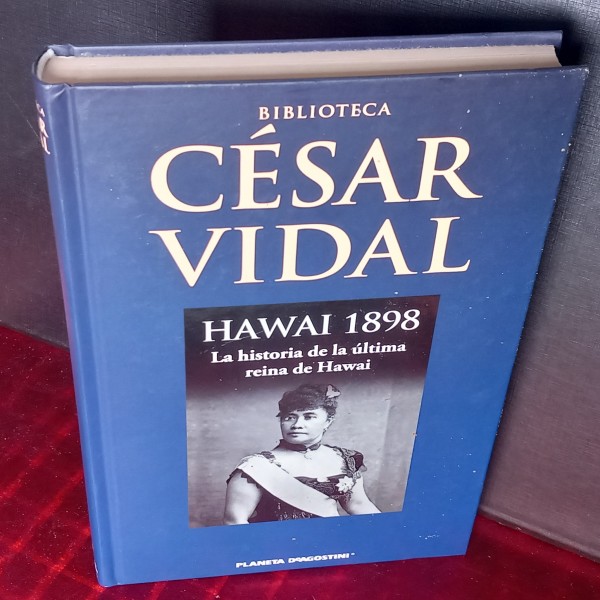 BIBLIOTECA
CÉSAR
VIDAL
HAWAI 1898
La historia de la última
reina de Hawai
PLANETA DEAGOSTINI